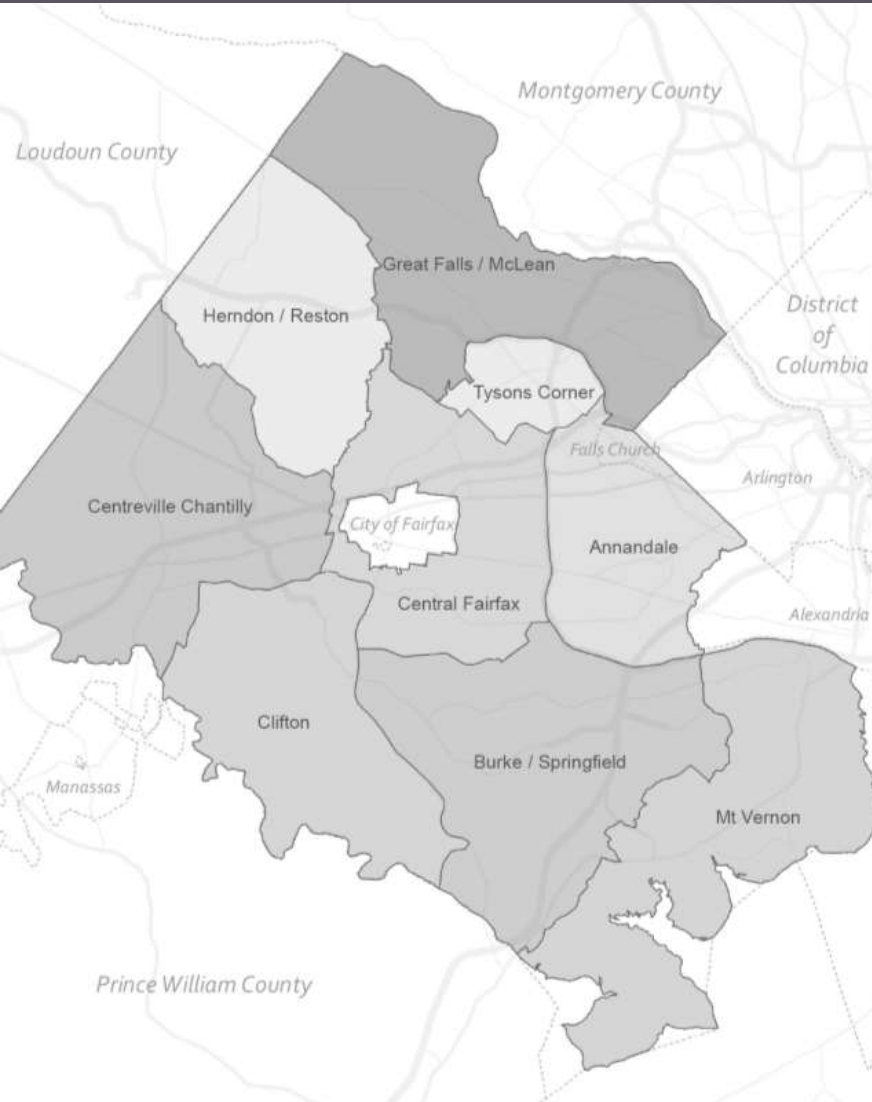 Montgomery County
Loudoun County
Great Falls / McLean
Herndon / Reston
District
of
Columbia
Tysons Corner
Falls Church
Arlington
Centreville Chantilly
City of Fairfax
Annandale
Central Fairfax
Alexandria
Clifton
Burke / Springfield
Manassas
Mt Vernon
Prince William County